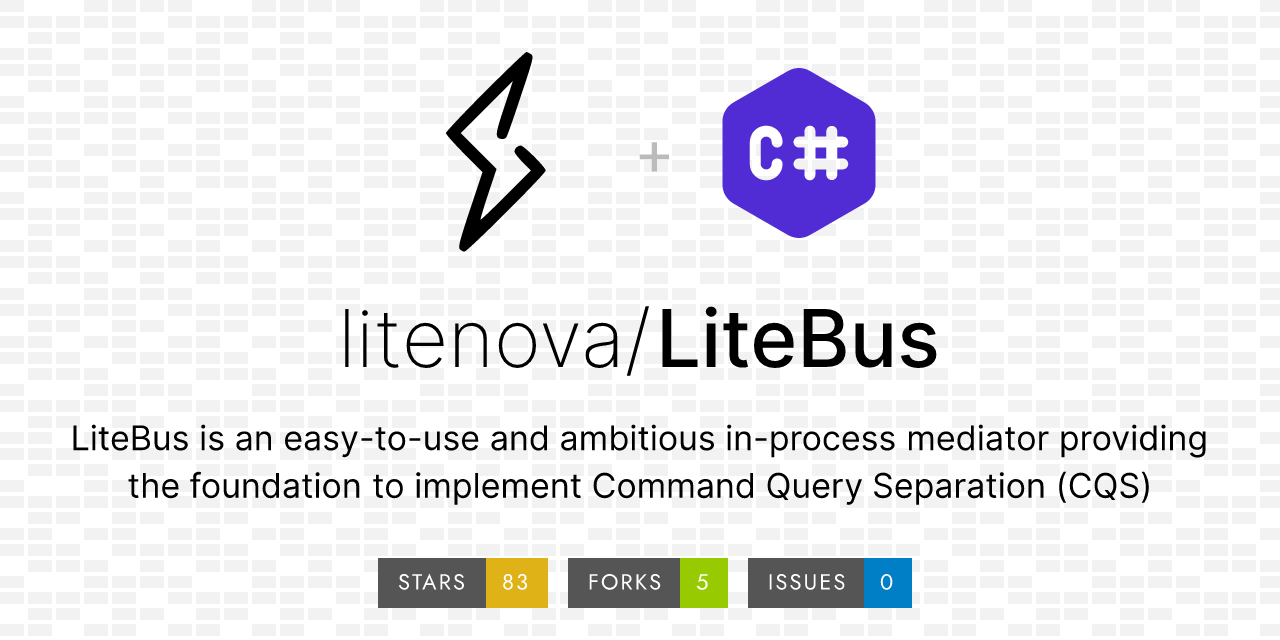 + C#
litenova/LiteBus
LiteBus is an easy-to-use and ambitious in-process mediator providing
the foundation to implement Command Query Separation (CQS)
STARS 83 FORKS 5 ISSUES 0